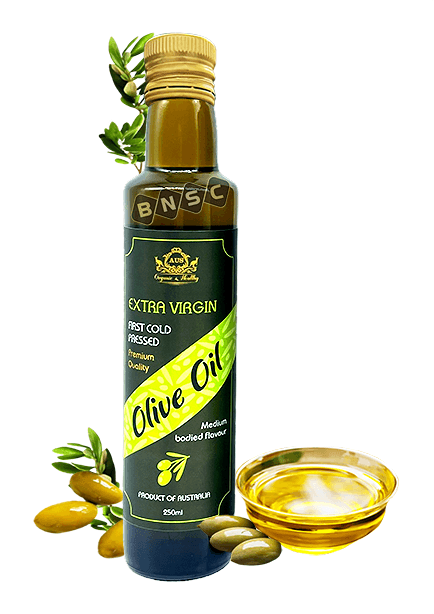 BNSC
AUS
Organic & Healthy
EXTRA VIRGIN
FIRST COLD
PRESSED
Premium
Quality
Olive Oil
Medium
bodied flavour
PRODUCT OF AUSTRALIA
250ml